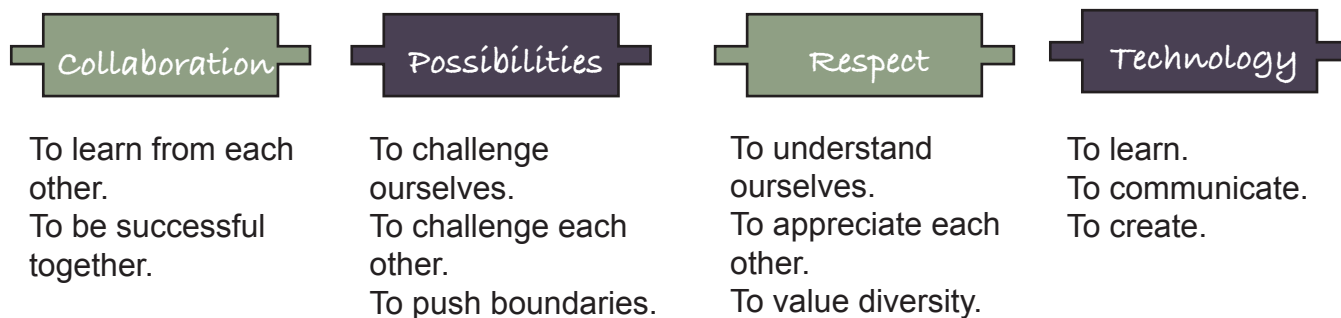 Collaboration
To learn from each
other.
To be successful
together.
Possibilities
To challenge
ourselves.
To challenge each
other.
To push boundaries.
Respect
To understand
ourselves.
To appreciate each
other.
To value diversity.
Technology
To learn.
To communicate.
To create.